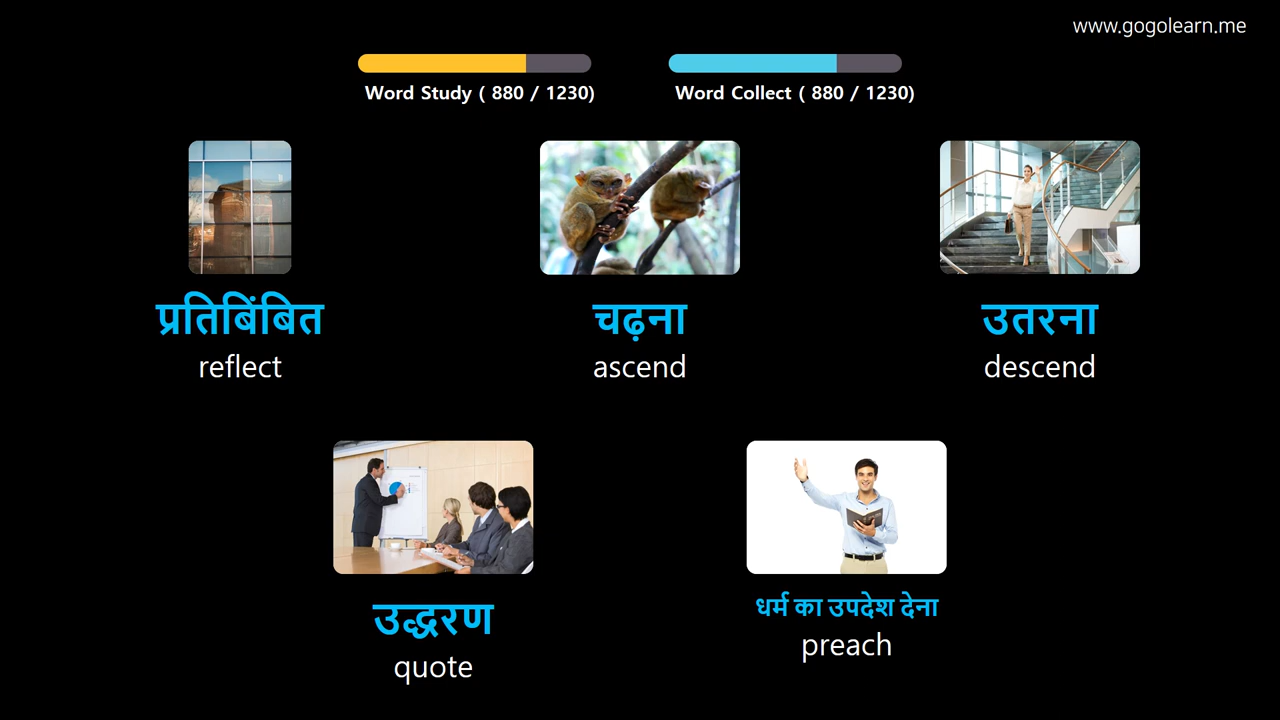 www.gogolearn.me
Word Study ( 880 / 1230)
Word Collect ( 880 / 1230)
प्रतिबिंबित
reflect
चढ़ना
ascend
उतरना
descend
उद्धरण
quote
धर्म का उपदेश देना
preach